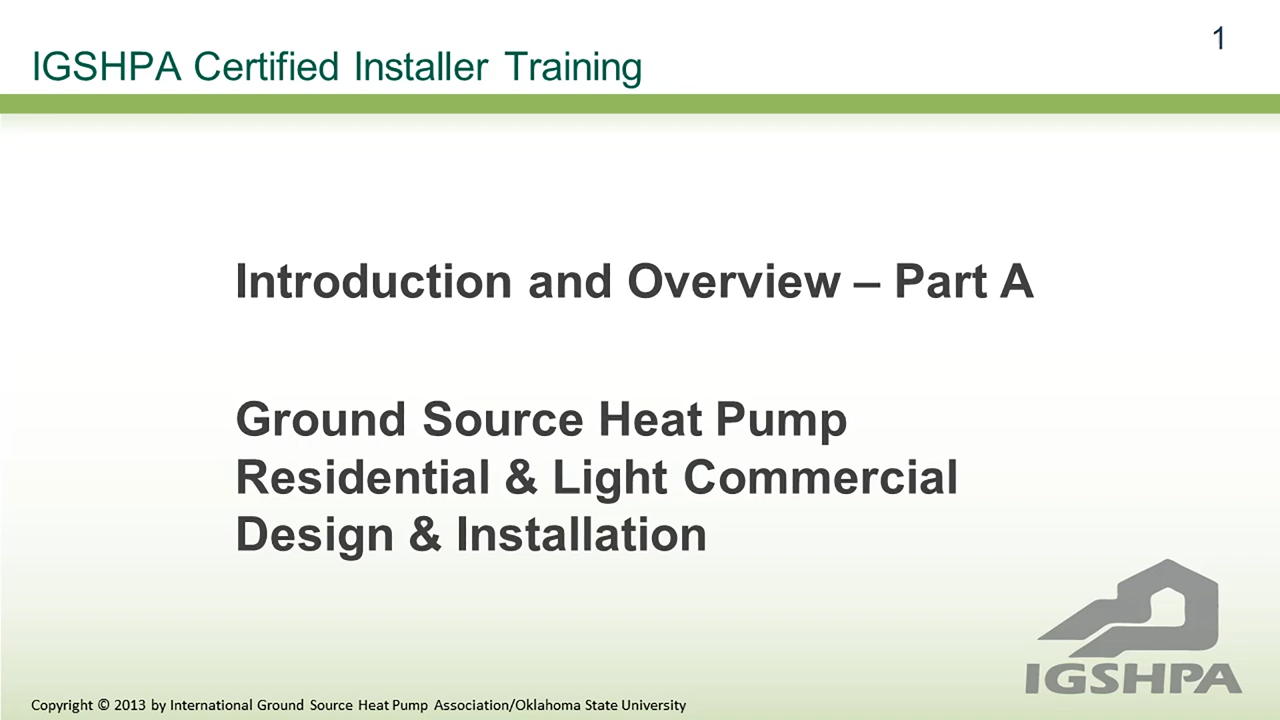 1
IGSHPA Certified Installer Training
Introduction and Overview – Part A
Ground Source Heat Pump
Residential & Light Commercial
Design & Installation
IGSHPA
Copyright © 2013 by International Ground Source Heat Pump Association/Oklahoma State University